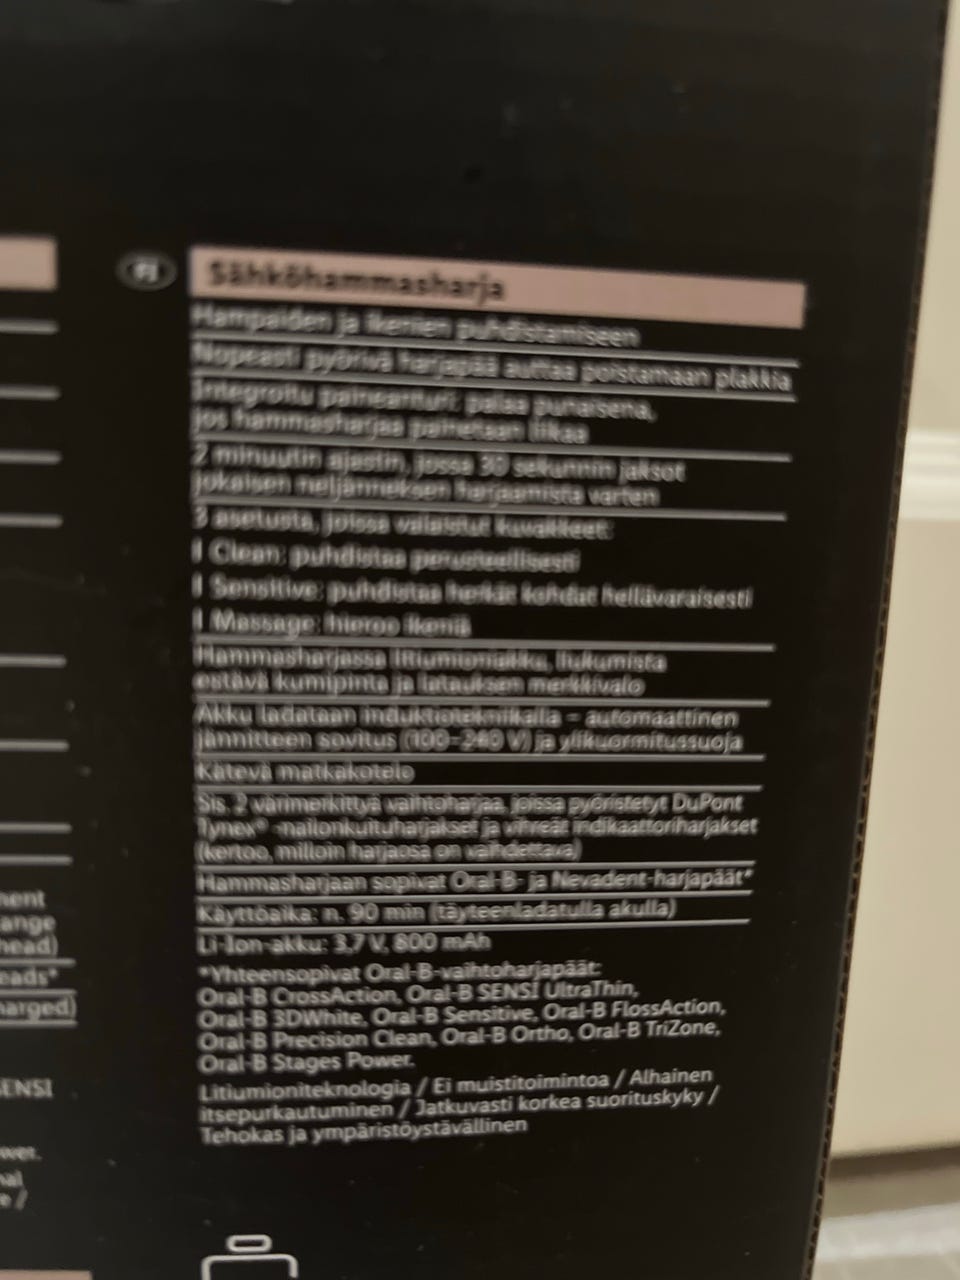 FI
Sähköhammasharja
Hampaiden ja ikenien puhdistamiseen
Nopeasti pyörivä harjapää auttaa poistamaan plakkia
Integroitu paineanturi: palaa punaisena,
jos hammasharjaa painetaan liikaa
2 minuutin ajastin, jossa 30 sekunnin jaksot
jokaisen neljänneksen harjaamista varten
3 asetusta, joissa valaistut kuvakkeet:
I Clean: puhdistaa perusteellisesti
I Sensitive: puhdistaa herkät kohdat hellävaraisesti
I Massage: hieroo ikeniä
Hammasharjassa litiumioniakku, liukumista
estävä kumipinta ja latauksen merkkivalo
Akku ladataan induktiotekniikalla – automaattinen
jännitteen sovitus (100–240 V) ja ylikuormitussuoja
Kätevä matkakotelo
Sis. 2 värimerkittyä vaihtoharjaa, joissa pyöristetyt DuPont
Tynex® -nailonkuituharjakset ja vihreät indikaattoriharjakset
(kertoo, milloin harjaosa on vaihdettava)
Hammasharjaan sopivat Oral-B- ja Nevadent-harjapäät*
Käyttöaika: n. 90 min (täyteenladatulla akulla)
Li-Ion-akku: 3,7 V, 800 mAh
*Yhteensopivat Oral-B-vaihtoharjapäät:
Oral-B CrossAction, Oral-B SENSI UltraThin,
Oral-B 3DWhite, Oral-B Sensitive, Oral-B FlossAction,
Oral-B Precision Clean, Oral-B Ortho, Oral-B TriZone,
Oral-B Stages Power.
Litiumioniteknologia / Ei muistitoimintoa / Alhainen
itsepurkautuminen / Jatkuvasti korkea suorituskyky /
Tehokas ja ympäristöystävällinen